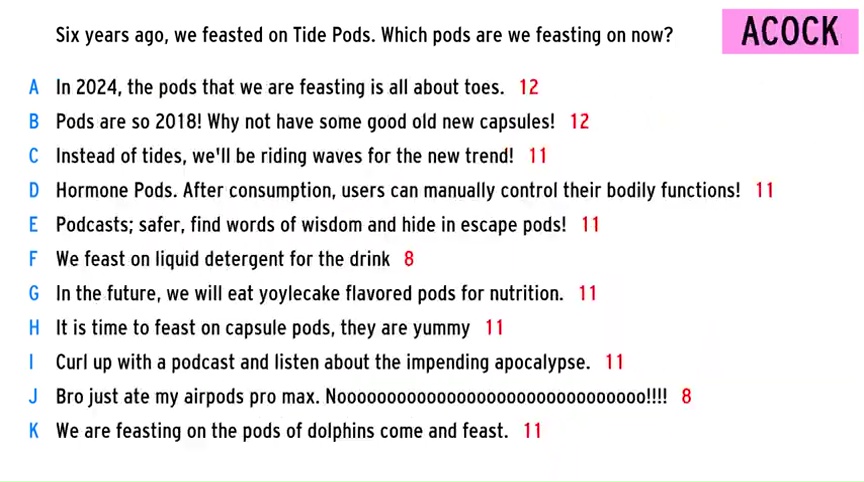 Six years ago, we feasted on Tide Pods. Which pods are we feasting on now?
ACOCK
A In 2024, the pods that we are feasting is all about toes. 12
B Pods are so 2018! Why not have some good old new capsules! 12
C Instead of tides, we'll be riding waves for the new trend! 11
D Hormone Pods. After consumption, users can manually control their bodily functions! 11
E Podcasts; safer, find words of wisdom and hide in escape pods! 11
F We feast on liquid detergent for the drink 8
G In the future, we will eat yoylecake flavored pods for nutrition. 11
H It is time to feast on capsule pods, they are yummy 11
I Curl up with a podcast and listen about the impending apocalypse. 11
J Bro just ate my airpods pro max. Nooooooooooooooooooooooooooooooo!!!! 8
K We are feasting on the pods of dolphins come and feast. 11